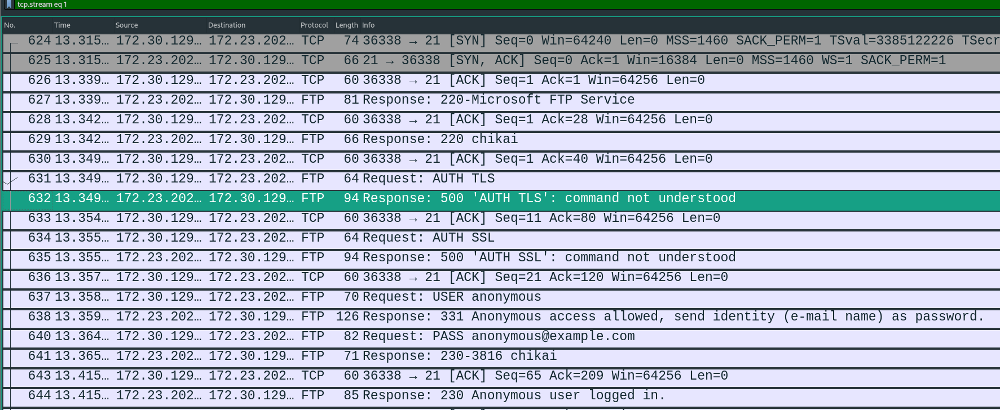 tcp.stream eq 1
No. Time Source Destination Protocol Length Info
624 13.315… 172.30.129… 172.23.202… TCP 74 36338 → 21 [SYN] Seq=0 Win=64240 Len=0 MSS=1460 SACK_PERM=1 TSval=3385122226 TSecr
625 13.315… 172.23.202… 172.30.129… TCP 66 21 → 36338 [SYN, ACK] Seq=0 Ack=1 Win=16384 Len=0 MSS=1460 WS=1 SACK_PERM=1
626 13.339… 172.30.129… 172.23.202… TCP 60 36338 → 21 [ACK] Seq=1 Ack=1 Win=64256 Len=0
627 13.339… 172.23.202… 172.30.129… FTP 81 Response: 220-Microsoft FTP Service
628 13.342… 172.30.129… 172.23.202… TCP 60 36338 → 21 [ACK] Seq=1 Ack=28 Win=64256 Len=0
629 13.342… 172.23.202… 172.30.129… FTP 66 Response: 220 chikai
630 13.349… 172.30.129… 172.23.202… TCP 60 36338 → 21 [ACK] Seq=1 Ack=40 Win=64256 Len=0
631 13.349… 172.30.129… 172.23.202… FTP 64 Request: AUTH TLS
632 13.349… 172.23.202… 172.30.129… FTP 94 Response: 500 'AUTH TLS': command not understood
633 13.354… 172.30.129… 172.23.202… TCP 60 36338 → 21 [ACK] Seq=11 Ack=80 Win=64256 Len=0
634 13.355… 172.30.129… 172.23.202… FTP 64 Request: AUTH SSL
635 13.355… 172.23.202… 172.30.129… FTP 94 Response: 500 'AUTH SSL': command not understood
636 13.357… 172.30.129… 172.23.202… TCP 60 36338 → 21 [ACK] Seq=21 Ack=120 Win=64256 Len=0
637 13.358… 172.30.129… 172.23.202… FTP 70 Request: USER anonymous
638 13.359… 172.23.202… 172.30.129… FTP 126 Response: 331 Anonymous access allowed, send identity (e-mail name) as password.
640 13.364… 172.30.129… 172.23.202… FTP 82 Request: PASS anonymous@example.com
641 13.365… 172.23.202… 172.30.129… FTP 71 Response: 230-3816 chikai
643 13.415… 172.30.129… 172.23.202… TCP 60 36338 → 21 [ACK] Seq=65 Ack=209 Win=64256 Len=0
644 13.415… 172.23.202… 172.30.129… FTP 85 Response: 230 Anonymous user logged in.